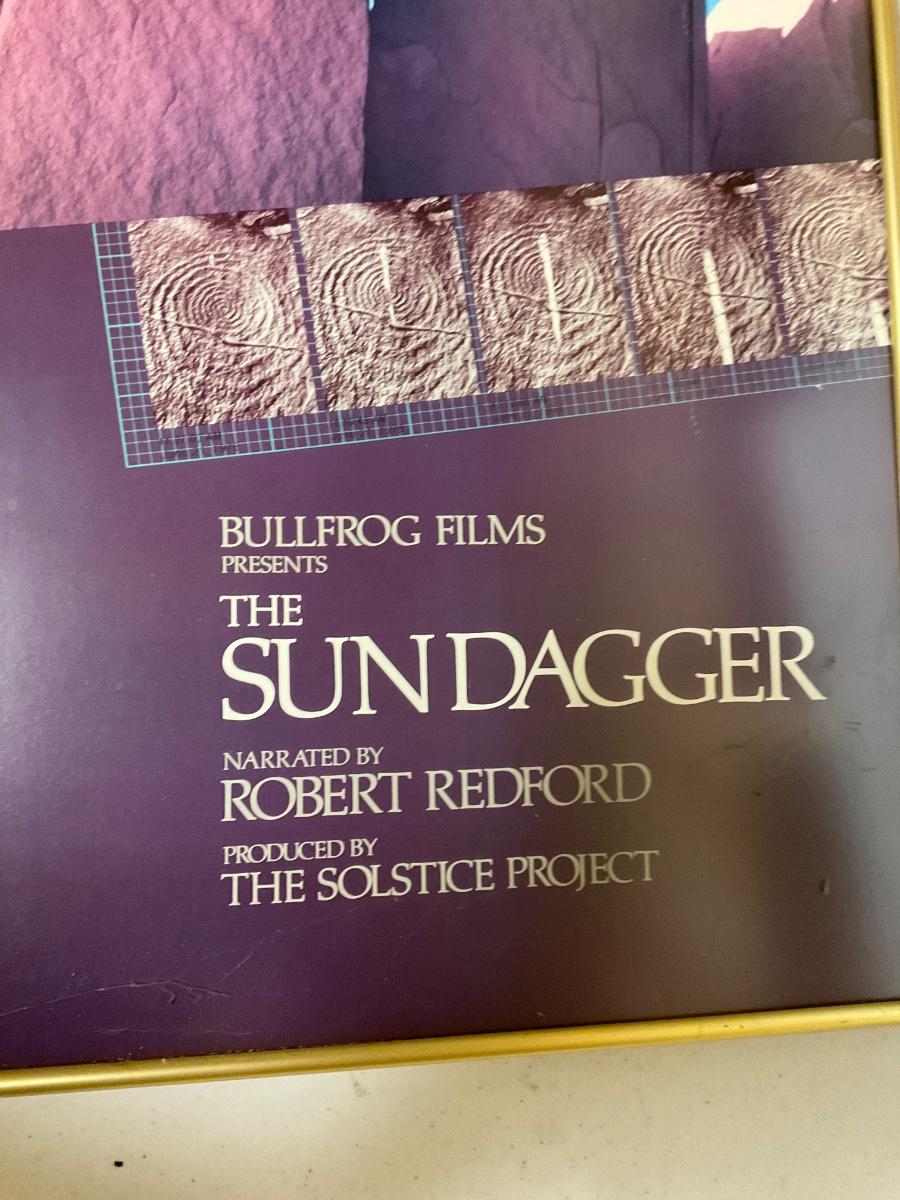 BULLFROG FILMS
PRESENTS
THE
SUN DAGGER
NARRATED BY
ROBERT REDFORD
PRODUCED BY
THE SOLSTICE PROJECT